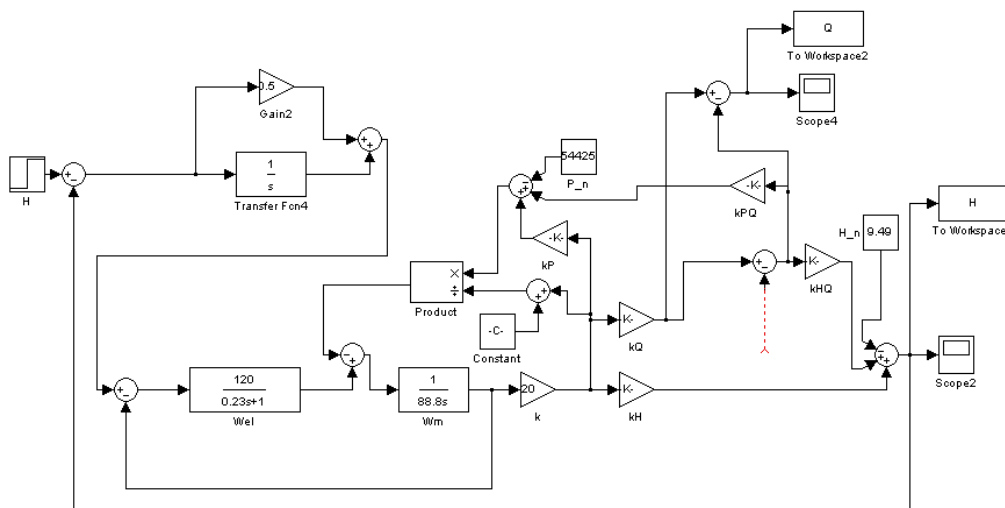 Q
To Workspace2
0.5
Gain2
Scope4
1
s
Transfer Fcn4
H
54425
P_n
-K-
kPQ
H
To Workspace
H_n
9.49
-K-
kP
K-
kHQ
Product
-C-
Constant
K-
kQ
Scope2
120
0.23s+1
Wel
1
88.8s
Wm
20
k
K-
kH